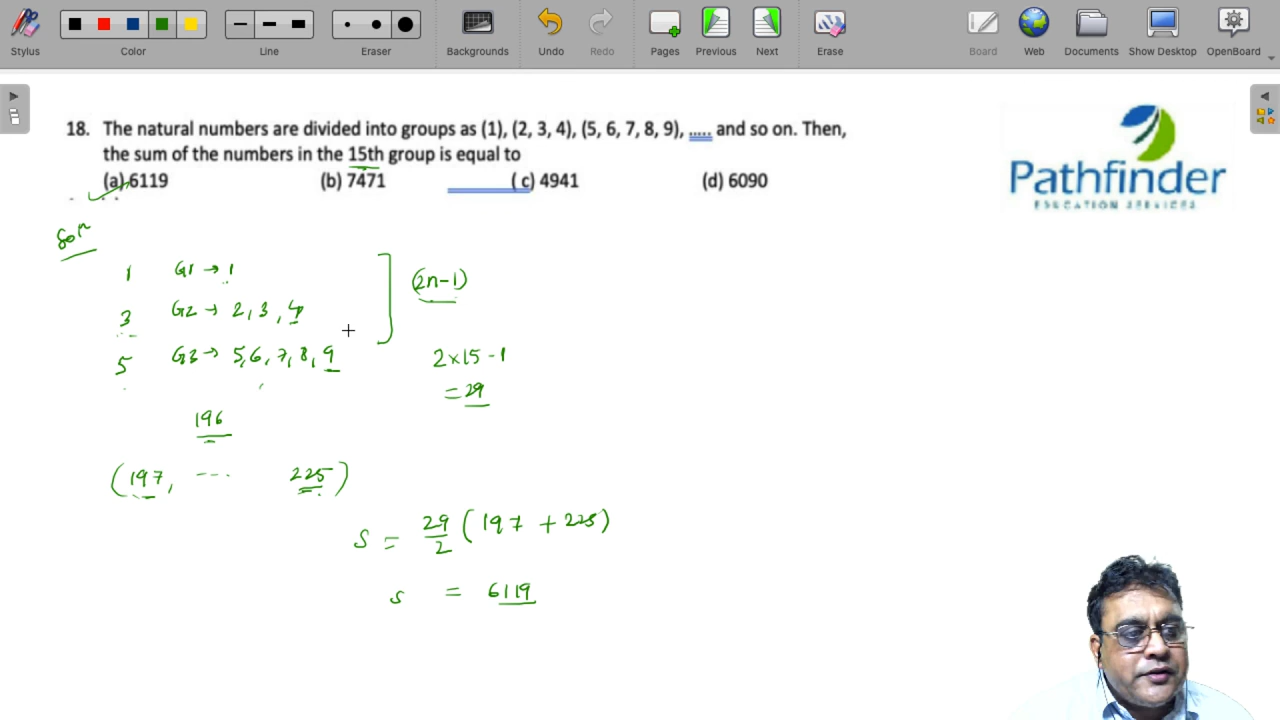 Stylus Color Line Eraser Backgrounds Undo Redo Pages Previous Next Erase Board Web Documents Show Desktop OpenBoard
18. The natural numbers are divided into groups as (1), (2, 3, 4), (5, 6, 7, 8, 9), ..... and so on. Then,
the sum of the numbers in the 15th group is equal to
(a) 6119 (b) 7471 ( c) 4941 (d) 6090
Pathfinder
EDUCATION SERVICES
Solⁿ
1 G1 → 1
3 G2 → 2, 3, 4
5 G3 → 5, 6, 7, 8, 9
(2n-1)
2 × 15 - 1
= 29
196
(197, ---- 225)
S = 29/2 (197 + 225)
S = 6119